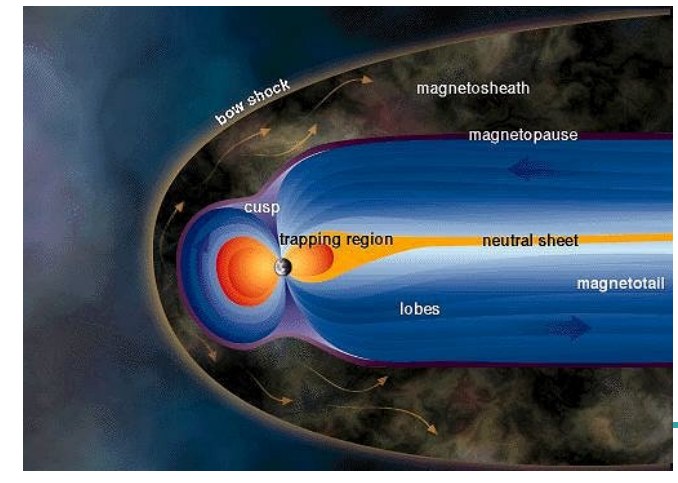 bow shock
magnetosheath
magnetopause
cusp
trapping region
neutral sheet
magnetotail
lobes